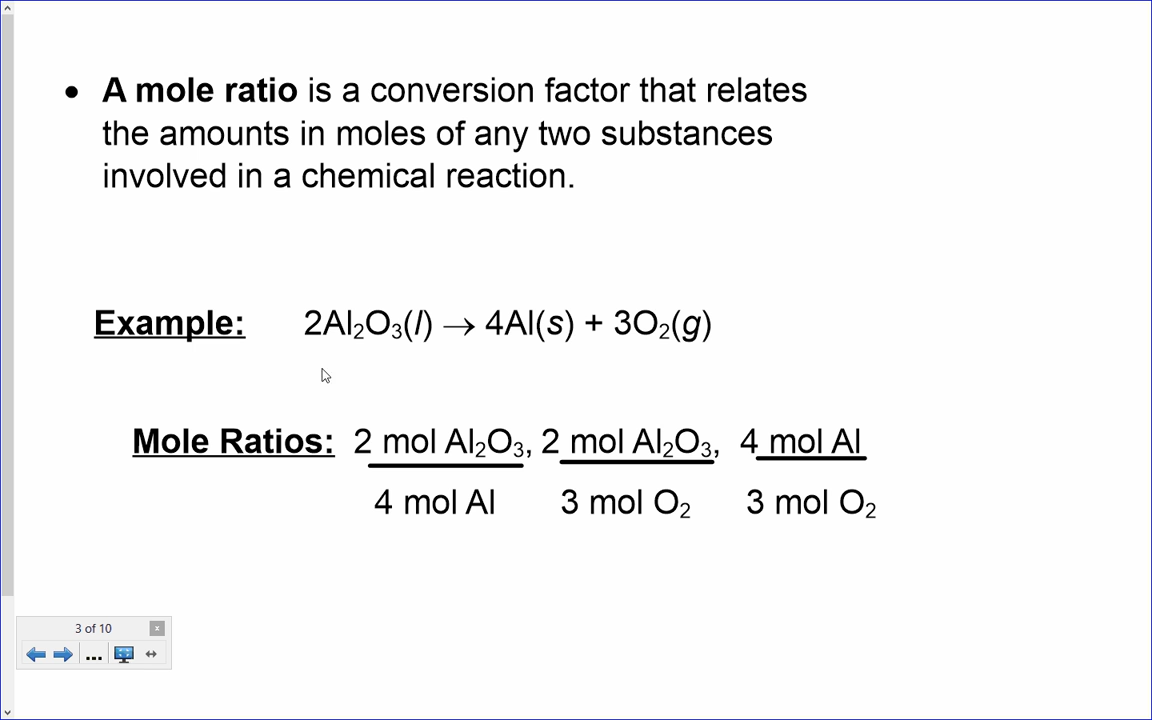 • A mole ratio is a conversion factor that relates
the amounts in moles of any two substances
involved in a chemical reaction.
Example: 2Al₂O₃(l) → 4Al(s) + 3O₂(g)
Mole Ratios: 2 mol Al₂O₃, 2 mol Al₂O₃, 4 mol Al
4 mol Al 3 mol O₂ 3 mol O₂
3 of 10
...